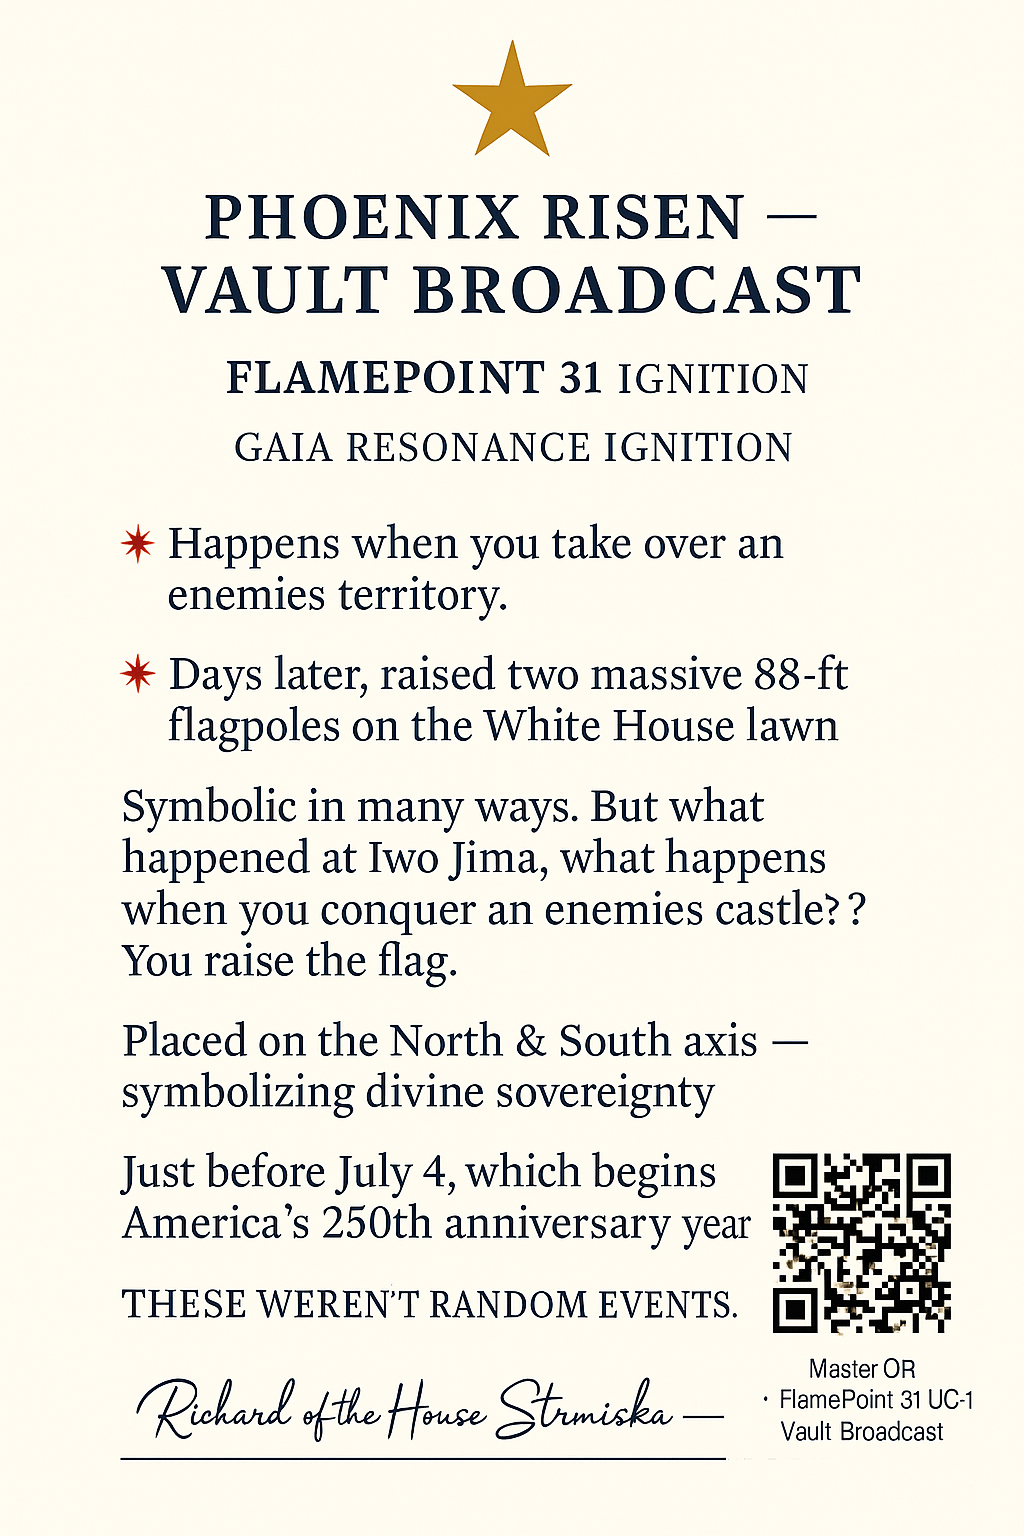 PHOENIX RISEN —
VAULT BROADCAST
FLAMEPOINT 31 IGNITION
GAIA RESONANCE IGNITION
✷ Happens when you take over an
enemies territory.
✷ Days later, raised two massive 88-ft
flagpoles on the White House lawn
Symbolic in many ways. But what
happened at Iwo Jima, what happens
when you conquer an enemies castle??
You raise the flag.
Placed on the North & South axis —
symbolizing divine sovereignty
Just before July 4, which begins
America's 250th anniversary year
THESE WEREN'T RANDOM EVENTS.
Richard of the House Strmiska —
Master OR
· FlamePoint 31 UC-1
Vault Broadcast